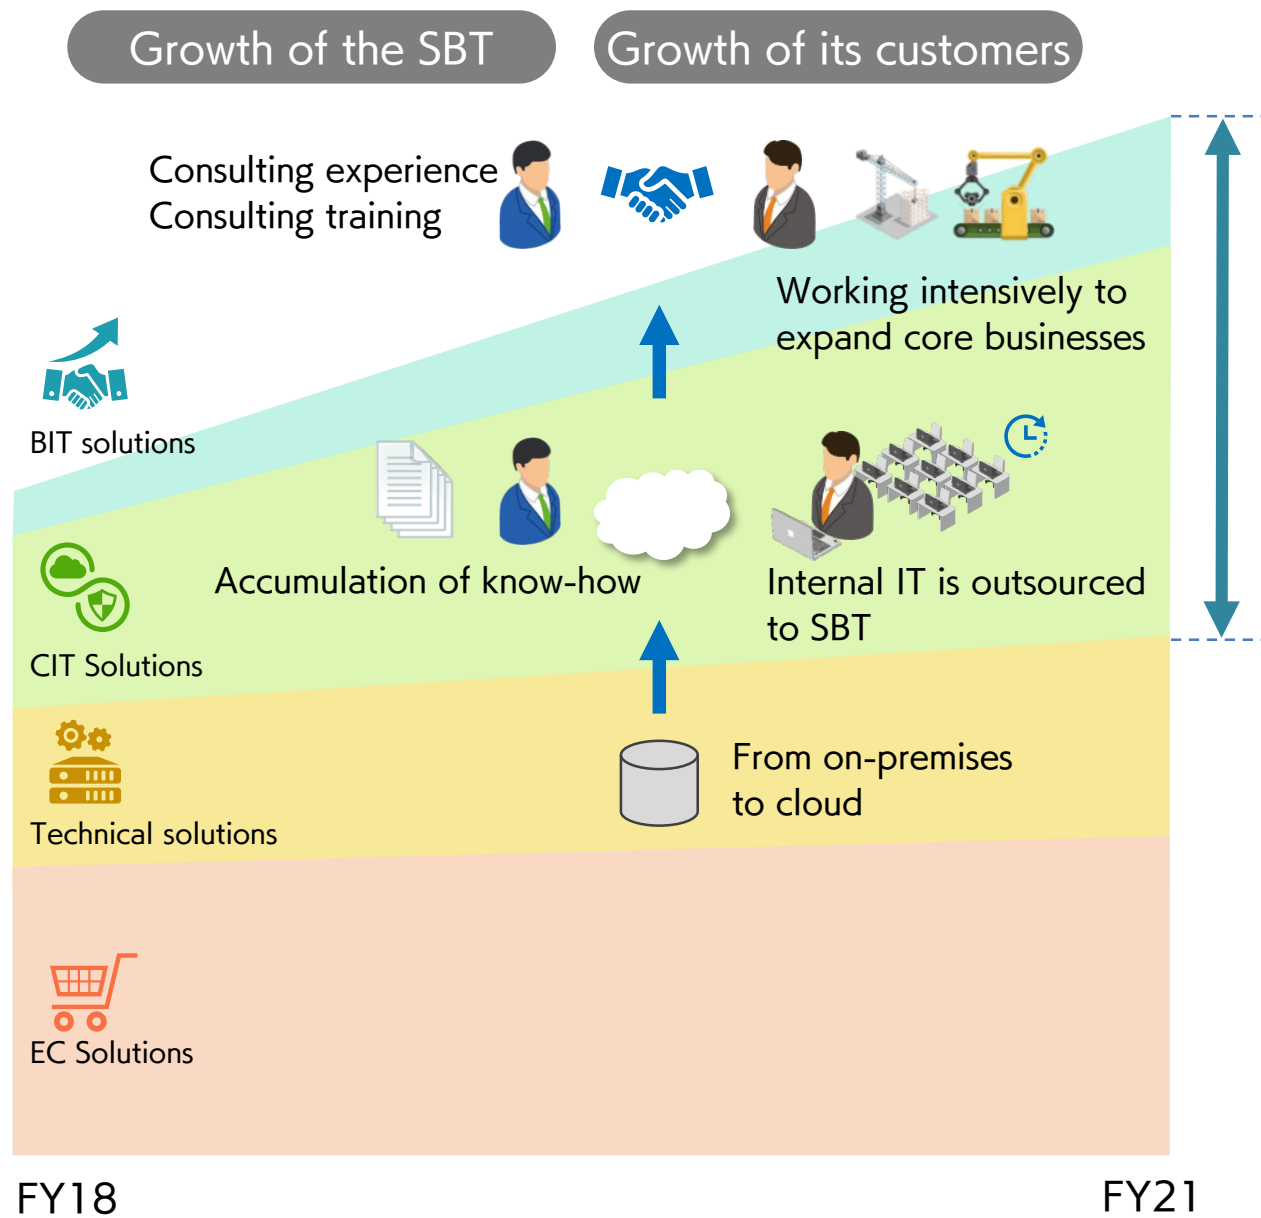 Growth of the SBT
Growth of its customers
Consulting experience
Consulting training
Working intensively to
expand core businesses
BIT solutions
Accumulation of know-how
Internal IT is outsourced
to SBT
CIT Solutions
From on-premises
to cloud
Technical solutions
EC Solutions
FY18
FY21